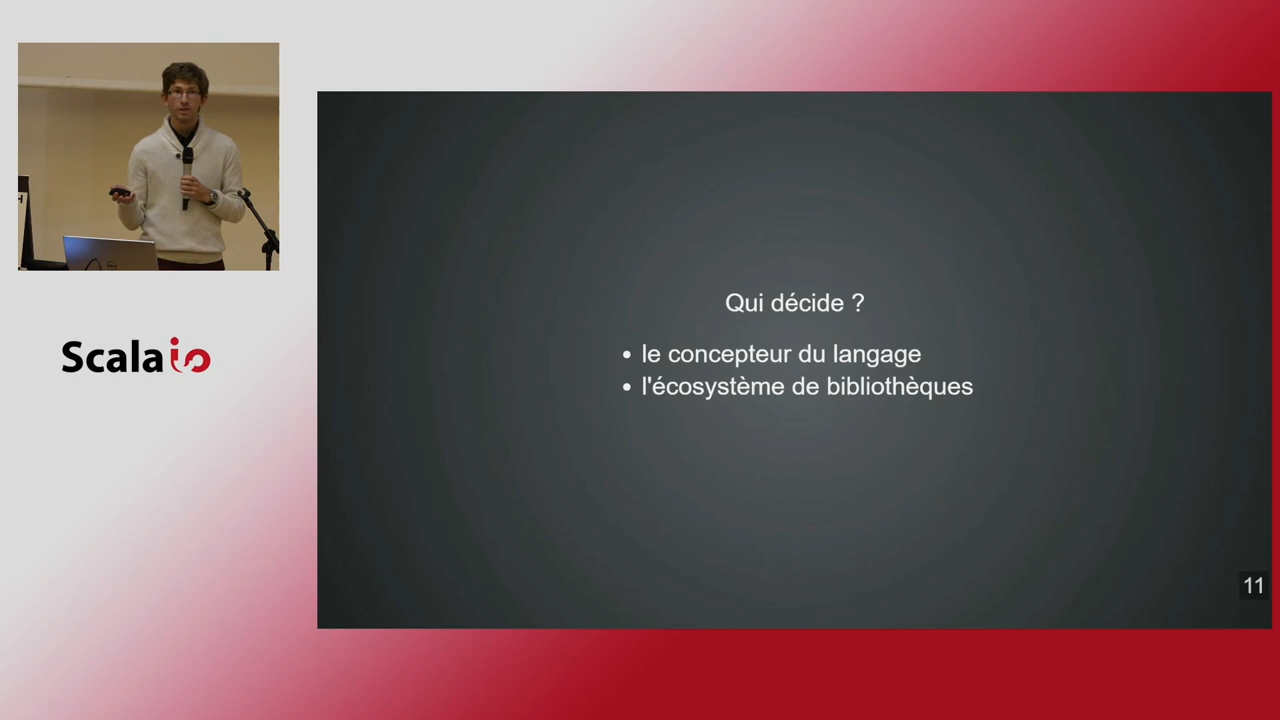 Scala io
Qui décide ?
• le concepteur du langage
• l'écosystème de bibliothèques
11